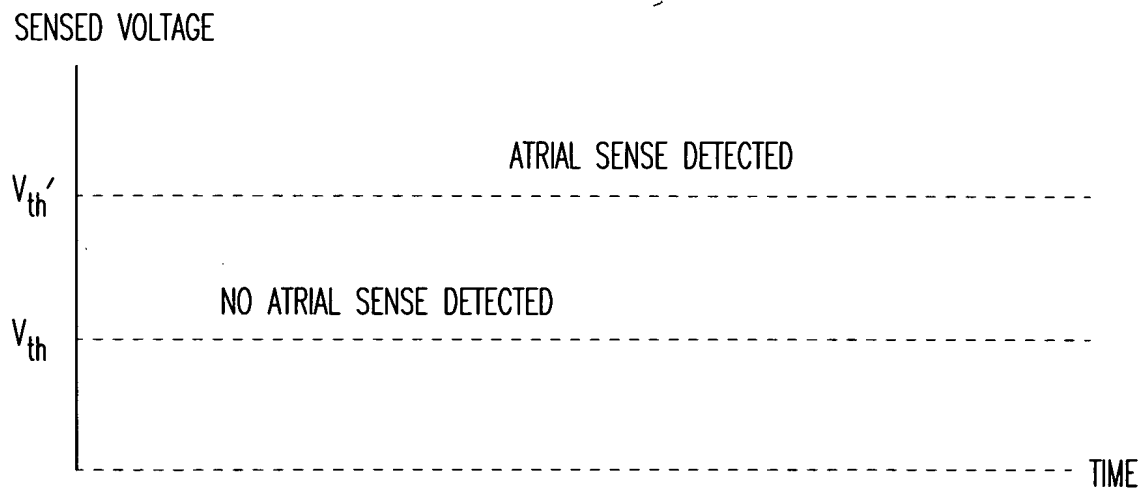 SENSED VOLTAGE
ATRIAL SENSE DETECTED
Vth′
NO ATRIAL SENSE DETECTED
Vth
TIME